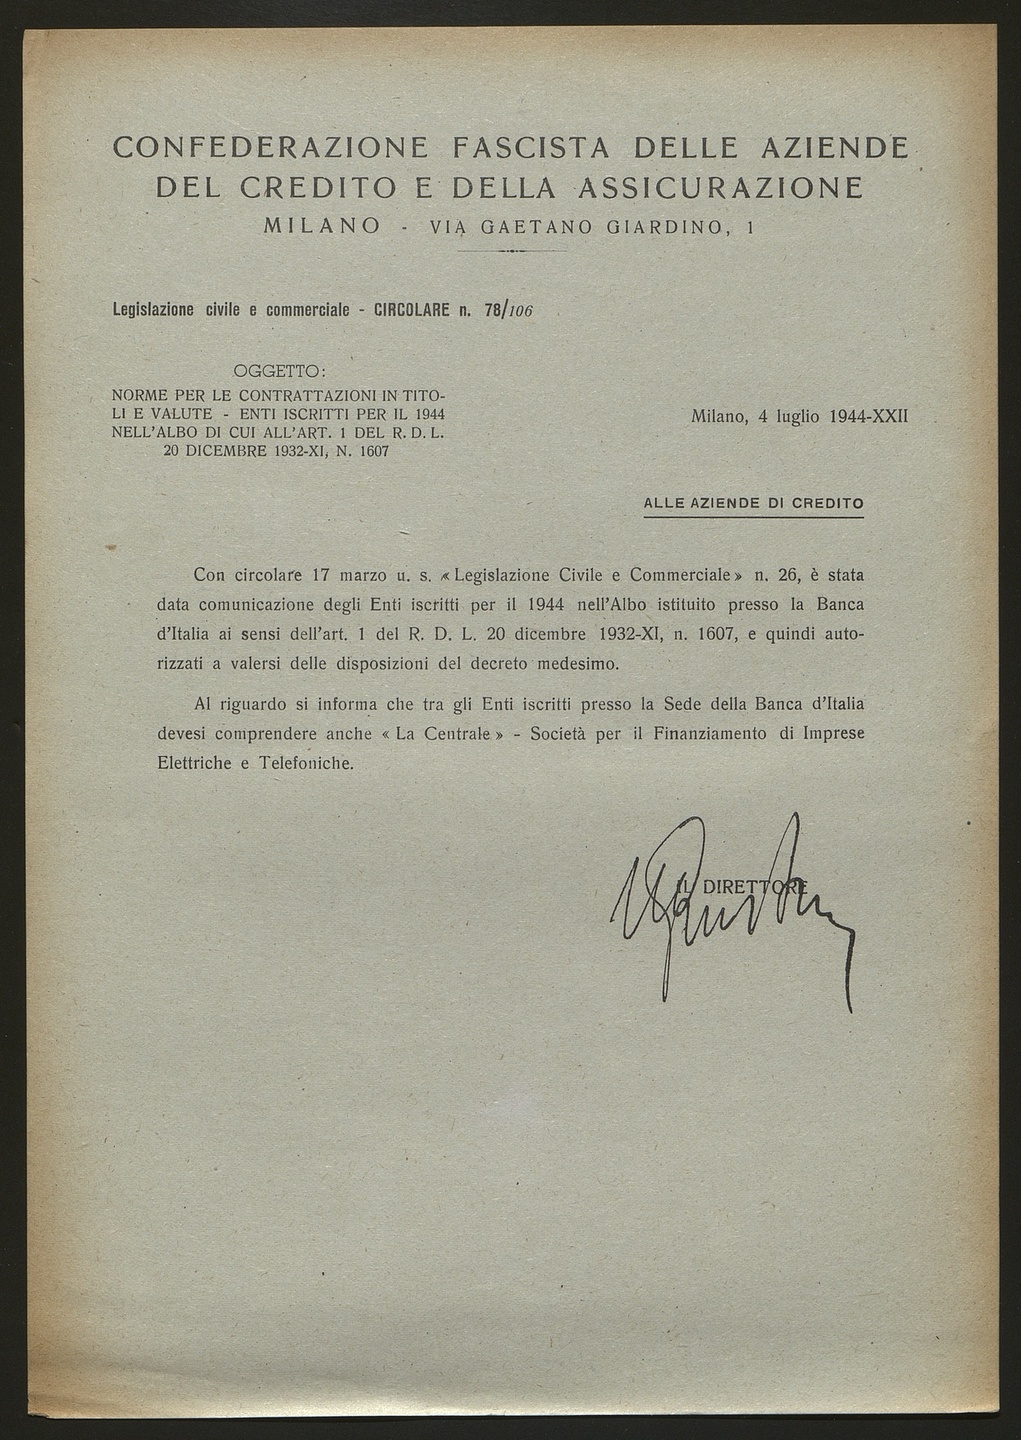 CONFEDERAZIONE FASCISTA DELLE AZIENDE
DEL CREDITO E DELLA ASSICURAZIONE
MILANO - VIA GAETANO GIARDINO, 1
Legislazione civile e commerciale - CIRCOLARE n. 78/106
OGGETTO:
NORME PER LE CONTRATTAZIONI IN TITO-
LI E VALUTE - ENTI ISCRITTI PER IL 1944
NELL'ALBO DI CUI ALL'ART. 1 DEL R. D. L.
20 DICEMBRE 1932-XI, N. 1607
Milano, 4 luglio 1944-XXII
ALLE AZIENDE DI CREDITO
Con circolare 17 marzo u. s. « Legislazione Civile e Commerciale » n. 26, è stata
data comunicazione degli Enti iscritti per il 1944 nell'Albo istituito presso la Banca
d'Italia ai sensi dell'art. 1 del R. D. L. 20 dicembre 1932-XI, n. 1607, e quindi auto-
rizzati a valersi delle disposizioni del decreto medesimo.
Al riguardo si informa che tra gli Enti iscritti presso la Sede della Banca d'Italia
devesi comprendere anche « La Centrale » - Società per il Finanziamento di Imprese
Elettriche e Telefoniche.
IL DIRETTORE